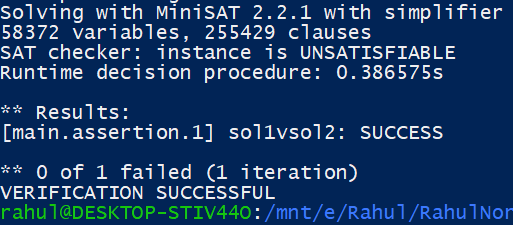 Solving with MiniSAT 2.2.1 with simplifier
58372 variables, 255429 clauses
SAT checker: instance is UNSATISFIABLE
Runtime decision procedure: 0.386575s
** Results:
[main.assertion.1] sol1vsol2: SUCCESS
** 0 of 1 failed (1 iteration)
VERIFICATION SUCCESSFUL
rahul@DESKTOP-STIV44O:/mnt/e/Rahul/RahulNor